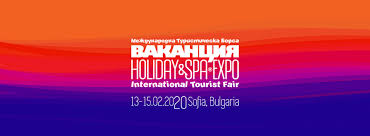 Международна Туристическа Борса
ВАКАНЦИЯ
HOLIDAY&SPA EXPO
International Tourist Fair
13-15.02.2020 Sofia, Bulgaria